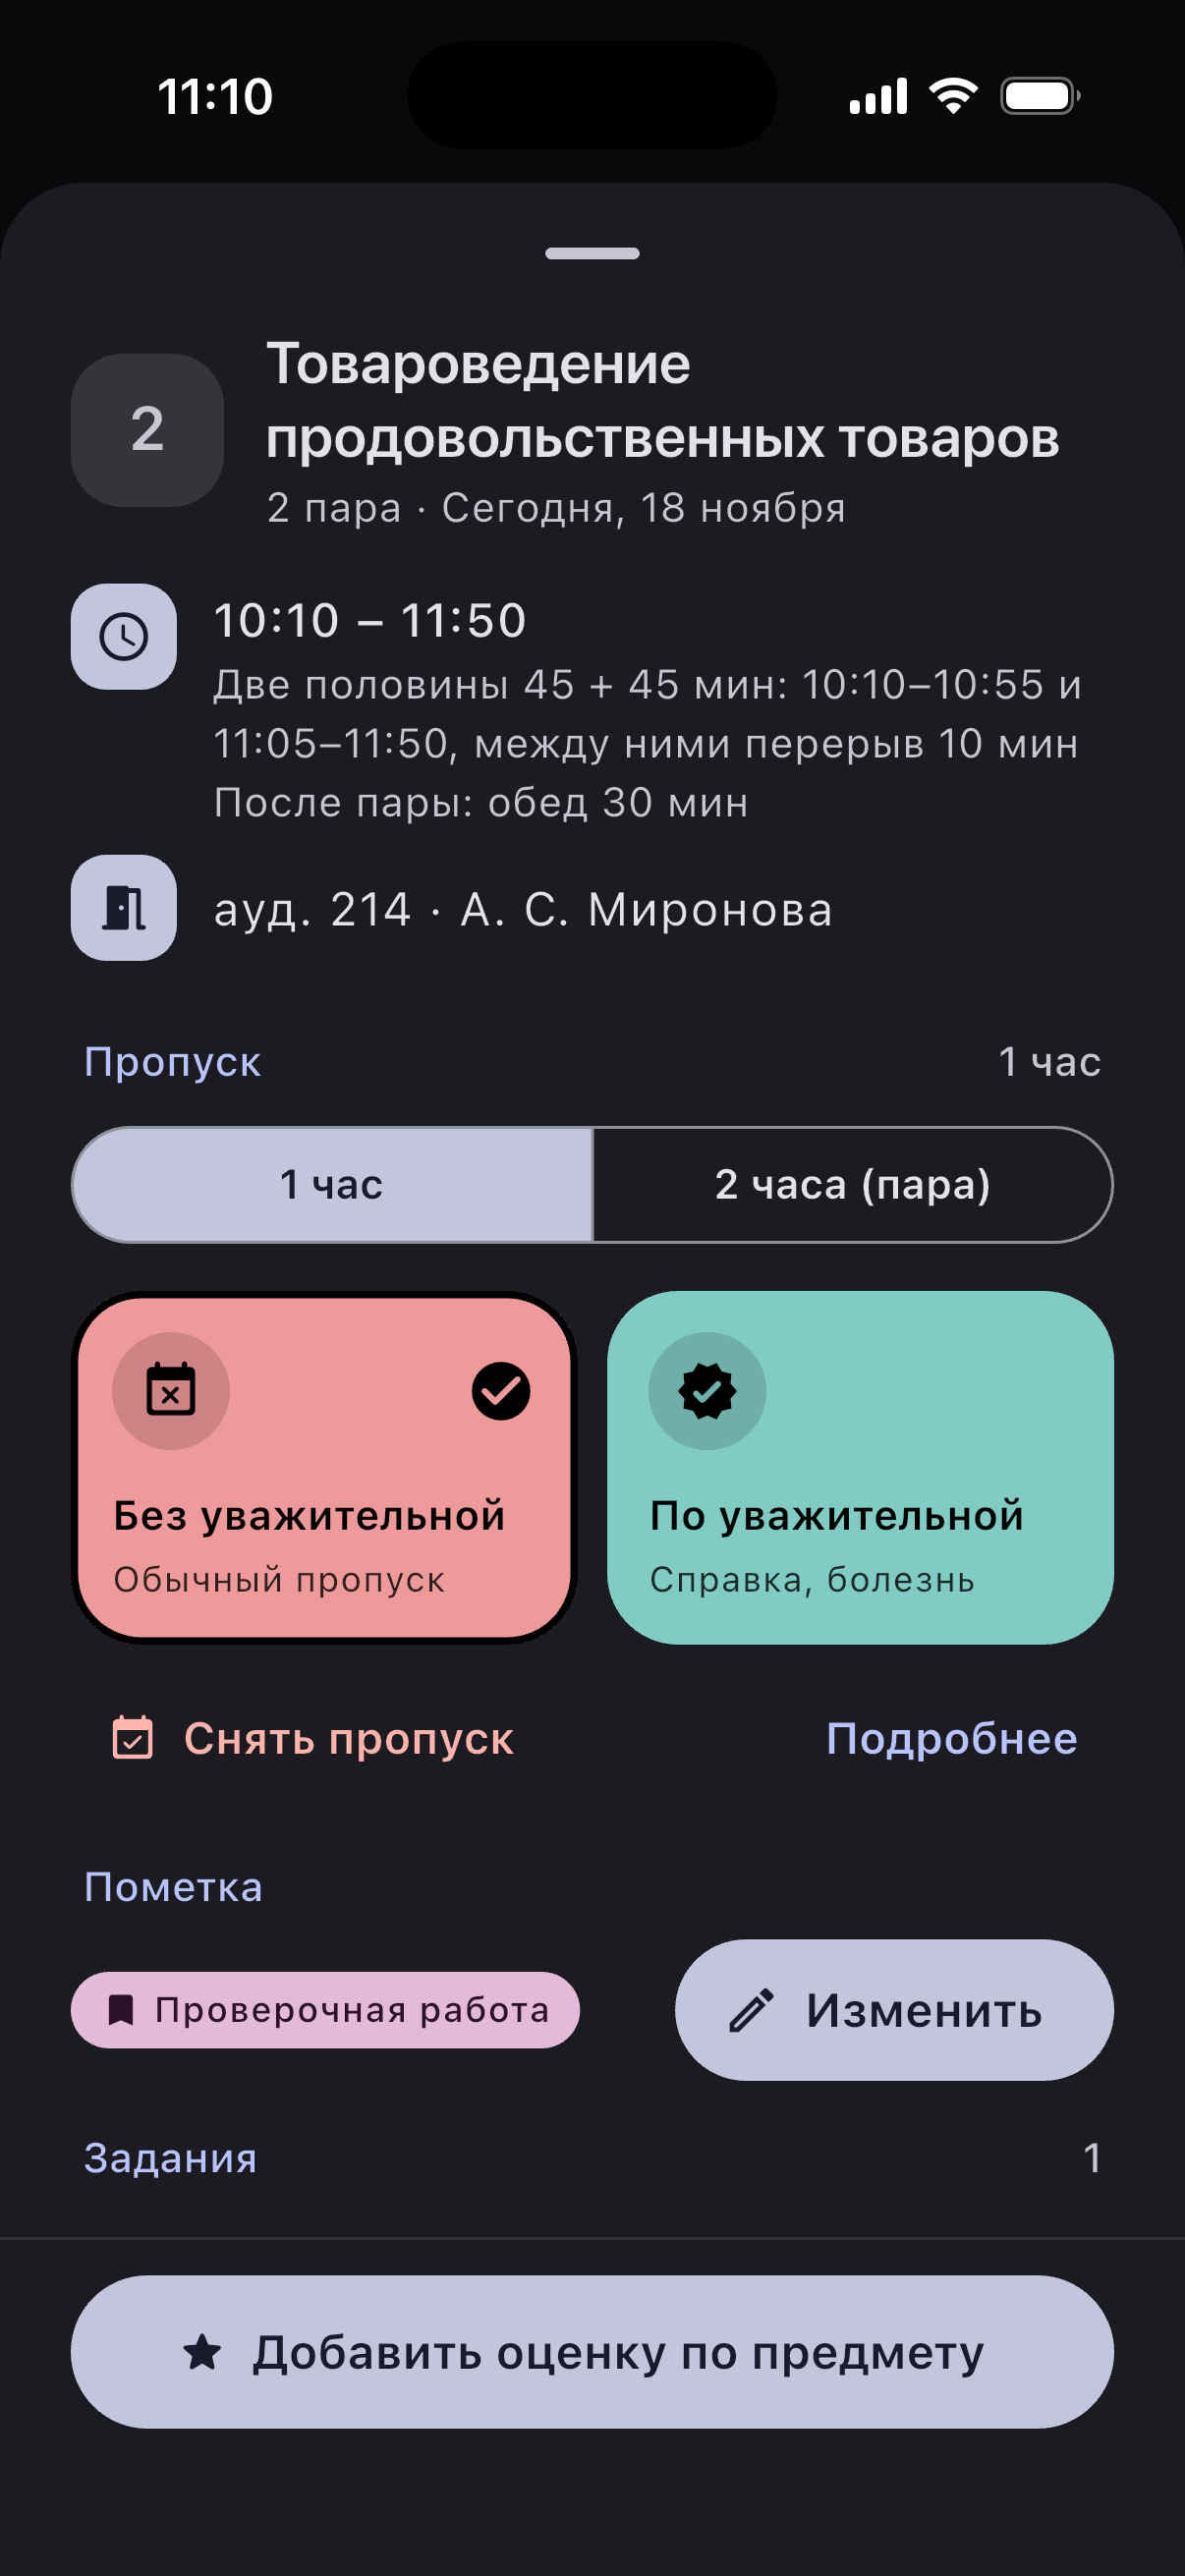 11:10
2
Товароведение
продовольственных товаров
2 пара · Сегодня, 18 ноября
10:10 – 11:50
Две половины 45 + 45 мин: 10:10–10:55 и
11:05–11:50, между ними перерыв 10 мин
После пары: обед 30 мин
ауд. 214 · А. С. Миронова
Пропуск
1 час
1 час
2 часа (пара)
Без уважительной
Обычный пропуск
По уважительной
Справка, болезнь
Снять пропуск
Подробнее
Пометка
Проверочная работа
Изменить
Задания
1
Добавить оценку по предмету